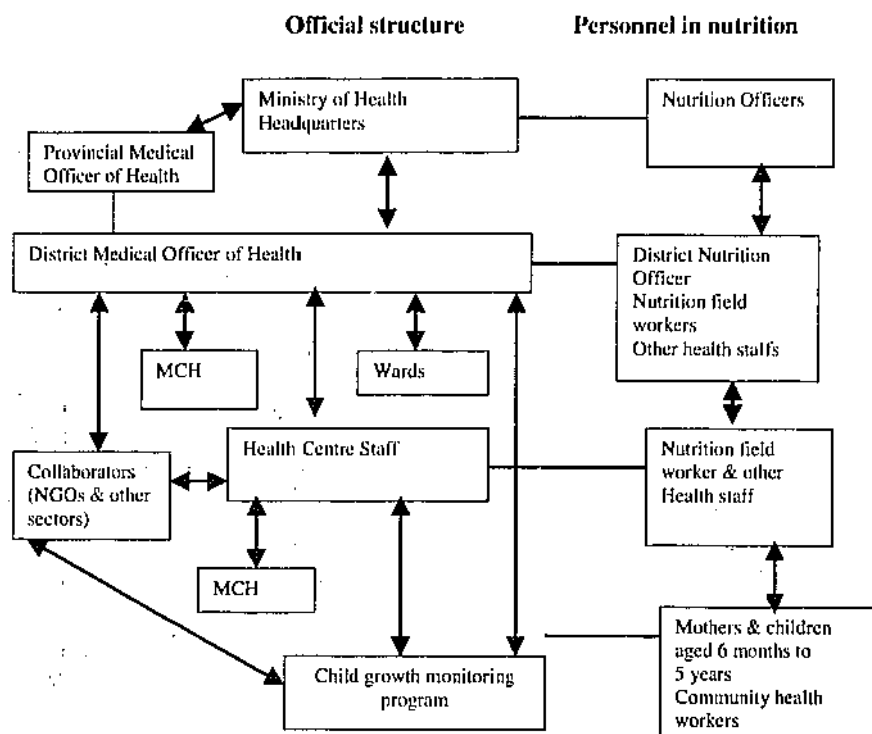 Official structure
Personnel in nutrition
Ministry of Health
Headquarters
Nutrition Officers
Provincial Medical
Officer of Health
District Medical Officer of Health
District Nutrition
Officer
Nutrition field
workers
Other health staffs
MCH
Wards
Health Centre Staff
Nutrition field
worker & other
Health staff
Collaborators
(NGOs & other
sectors)
MCH
Mothers & children
aged 6 months to
5 years
Community health
workers
Child growth monitoring
program